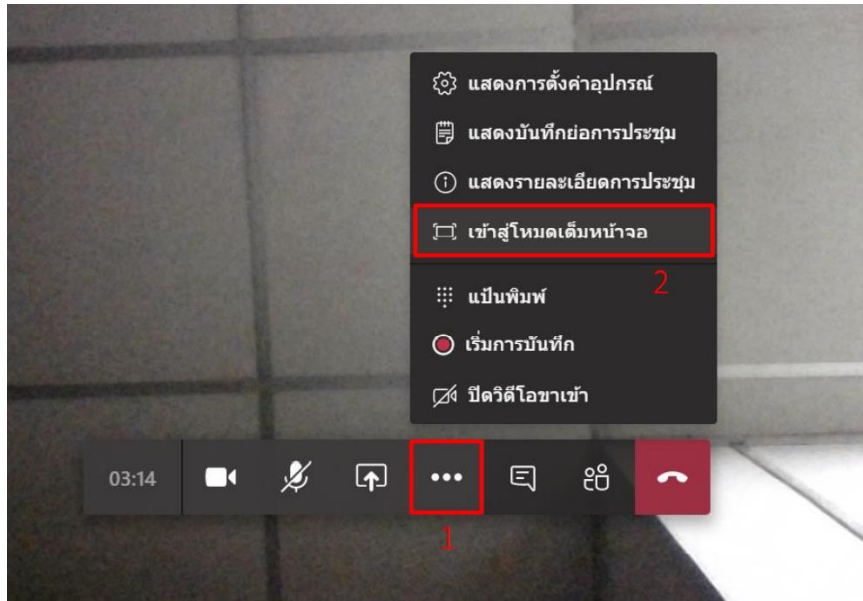 แสดงการตั้งค่าอุปกรณ์
แสดงบันทึกย่อการประชุม
แสดงรายละเอียดการประชุม
เข้าสู่โหมดเต็มหน้าจอ
2
แป้นพิมพ์
เริ่มการบันทึก
ปิดวิดีโอขาเข้า
03:14
1